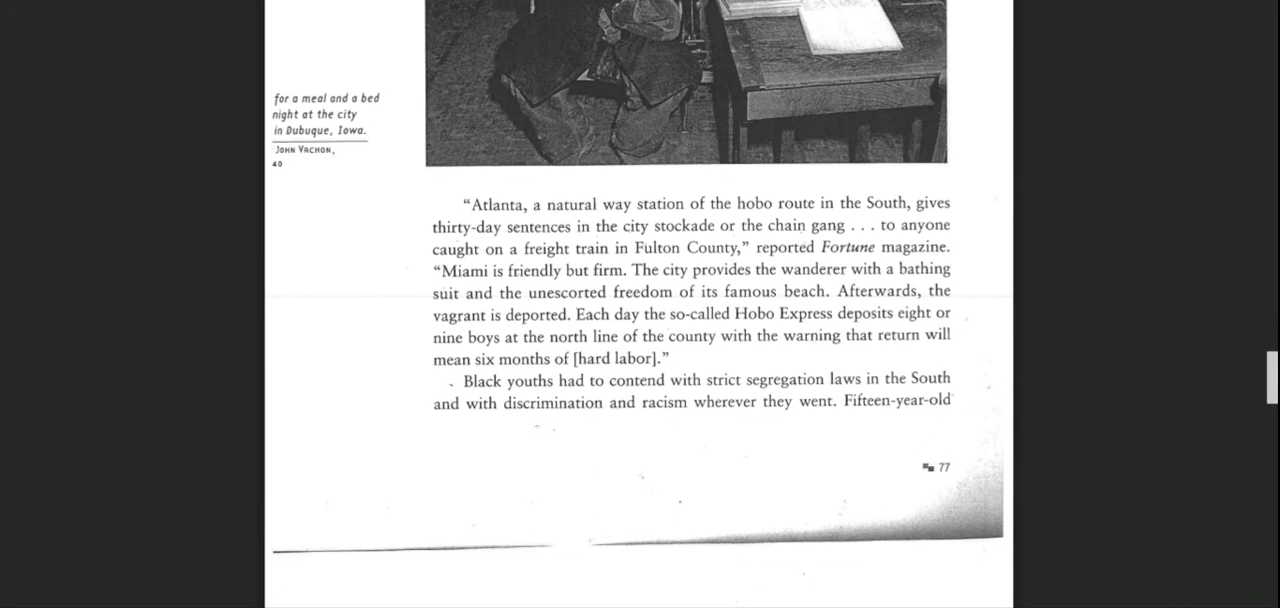 for a meal and a bed
night at the city
in Dubuque, Iowa.
JOHN VACHON,
40
“Atlanta, a natural way station of the hobo route in the South, gives
thirty-day sentences in the city stockade or the chain gang . . . to anyone
caught on a freight train in Fulton County,” reported Fortune magazine.
“Miami is friendly but firm. The city provides the wanderer with a bathing
suit and the unescorted freedom of its famous beach. Afterwards, the
vagrant is deported. Each day the so-called Hobo Express deposits eight or
nine boys at the north line of the county with the warning that return will
mean six months of [hard labor].”
Black youths had to contend with strict segregation laws in the South
and with discrimination and racism wherever they went. Fifteen-year-old
77